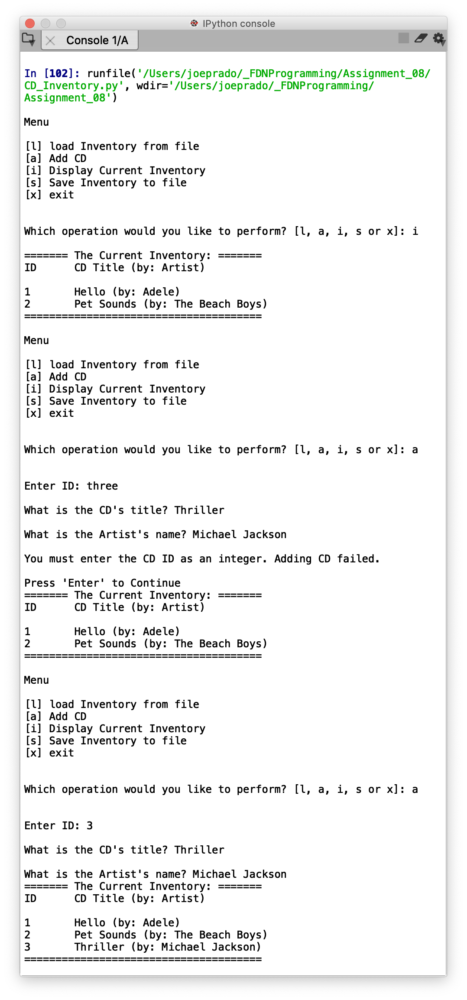 IPython console
Console 1/A
In [102]: runfile('/Users/joeprado/_FDNProgramming/Assignment_08/
CD_Inventory.py', wdir='/Users/joeprado/_FDNProgramming/
Assignment_08')
Menu
[l] load Inventory from file
[a] Add CD
[i] Display Current Inventory
[s] Save Inventory to file
[x] exit
Which operation would you like to perform? [l, a, i, s or x]: i
======= The Current Inventory: =======
ID      CD Title (by: Artist)
1       Hello (by: Adele)
2       Pet Sounds (by: The Beach Boys)
======================================
Menu
[l] load Inventory from file
[a] Add CD
[i] Display Current Inventory
[s] Save Inventory to file
[x] exit
Which operation would you like to perform? [l, a, i, s or x]: a
Enter ID: three
What is the CD's title? Thriller
What is the Artist's name? Michael Jackson
You must enter the CD ID as an integer. Adding CD failed.
Press 'Enter' to Continue
======= The Current Inventory: =======
ID      CD Title (by: Artist)
1       Hello (by: Adele)
2       Pet Sounds (by: The Beach Boys)
======================================
Menu
[l] load Inventory from file
[a] Add CD
[i] Display Current Inventory
[s] Save Inventory to file
[x] exit
Which operation would you like to perform? [l, a, i, s or x]: a
Enter ID: 3
What is the CD's title? Thriller
What is the Artist's name? Michael Jackson
======= The Current Inventory: =======
ID      CD Title (by: Artist)
1       Hello (by: Adele)
2       Pet Sounds (by: The Beach Boys)
3       Thriller (by: Michael Jackson)
======================================